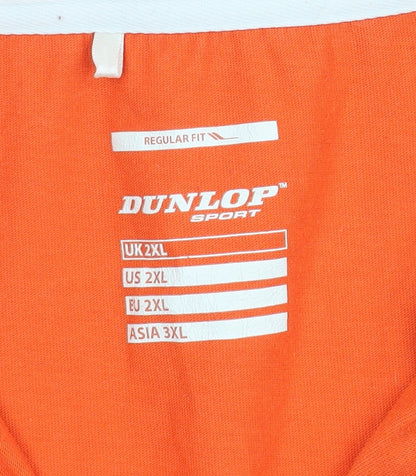 REGULAR FIT
DUNLOP™
SPORT
UK 2XL
US 2XL
EU 2XL
ASIA 3XL